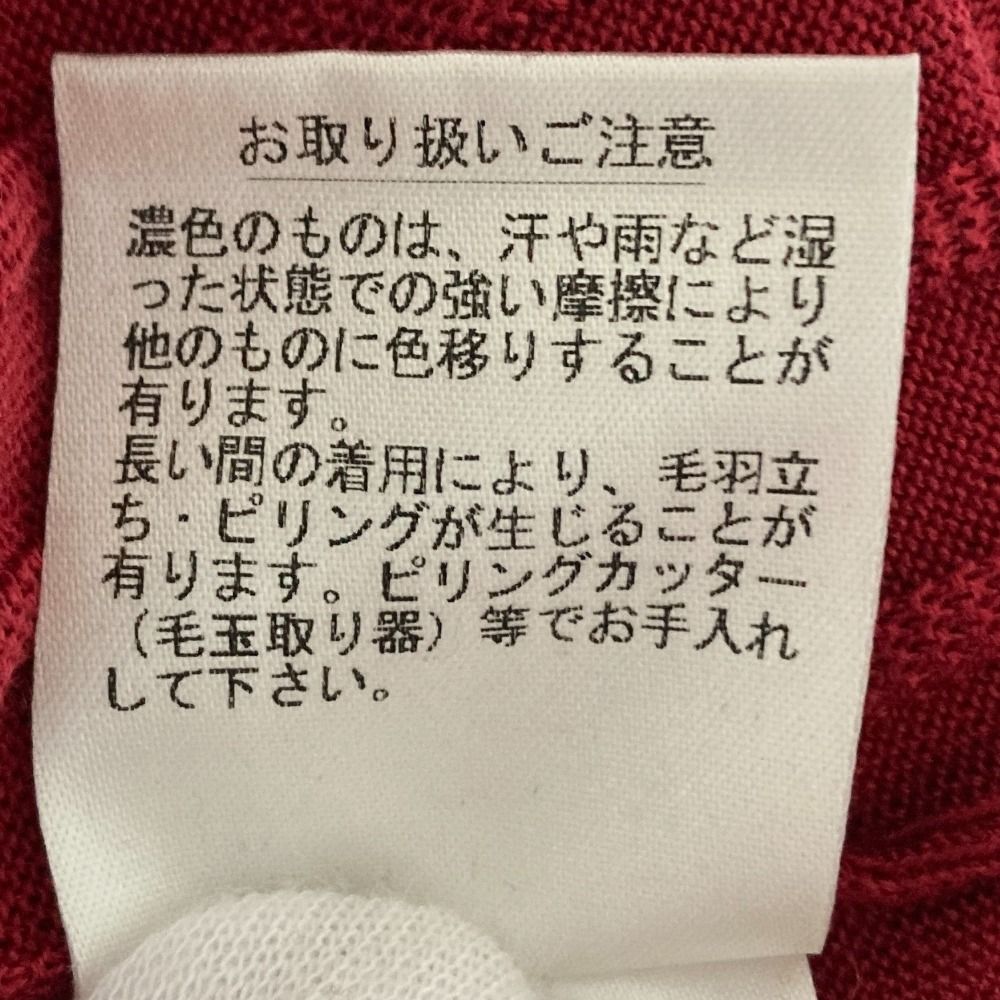 お取り扱いご注意
濃色のものは、汗や雨など湿
った状態での強い摩擦により
他のものに色移りすることが
有ります。
長い間の着用により、毛羽立
ち・ピリングが生じることが
有ります。ピリングカッター
（毛玉取り器）等でお手入れ
して下さい。